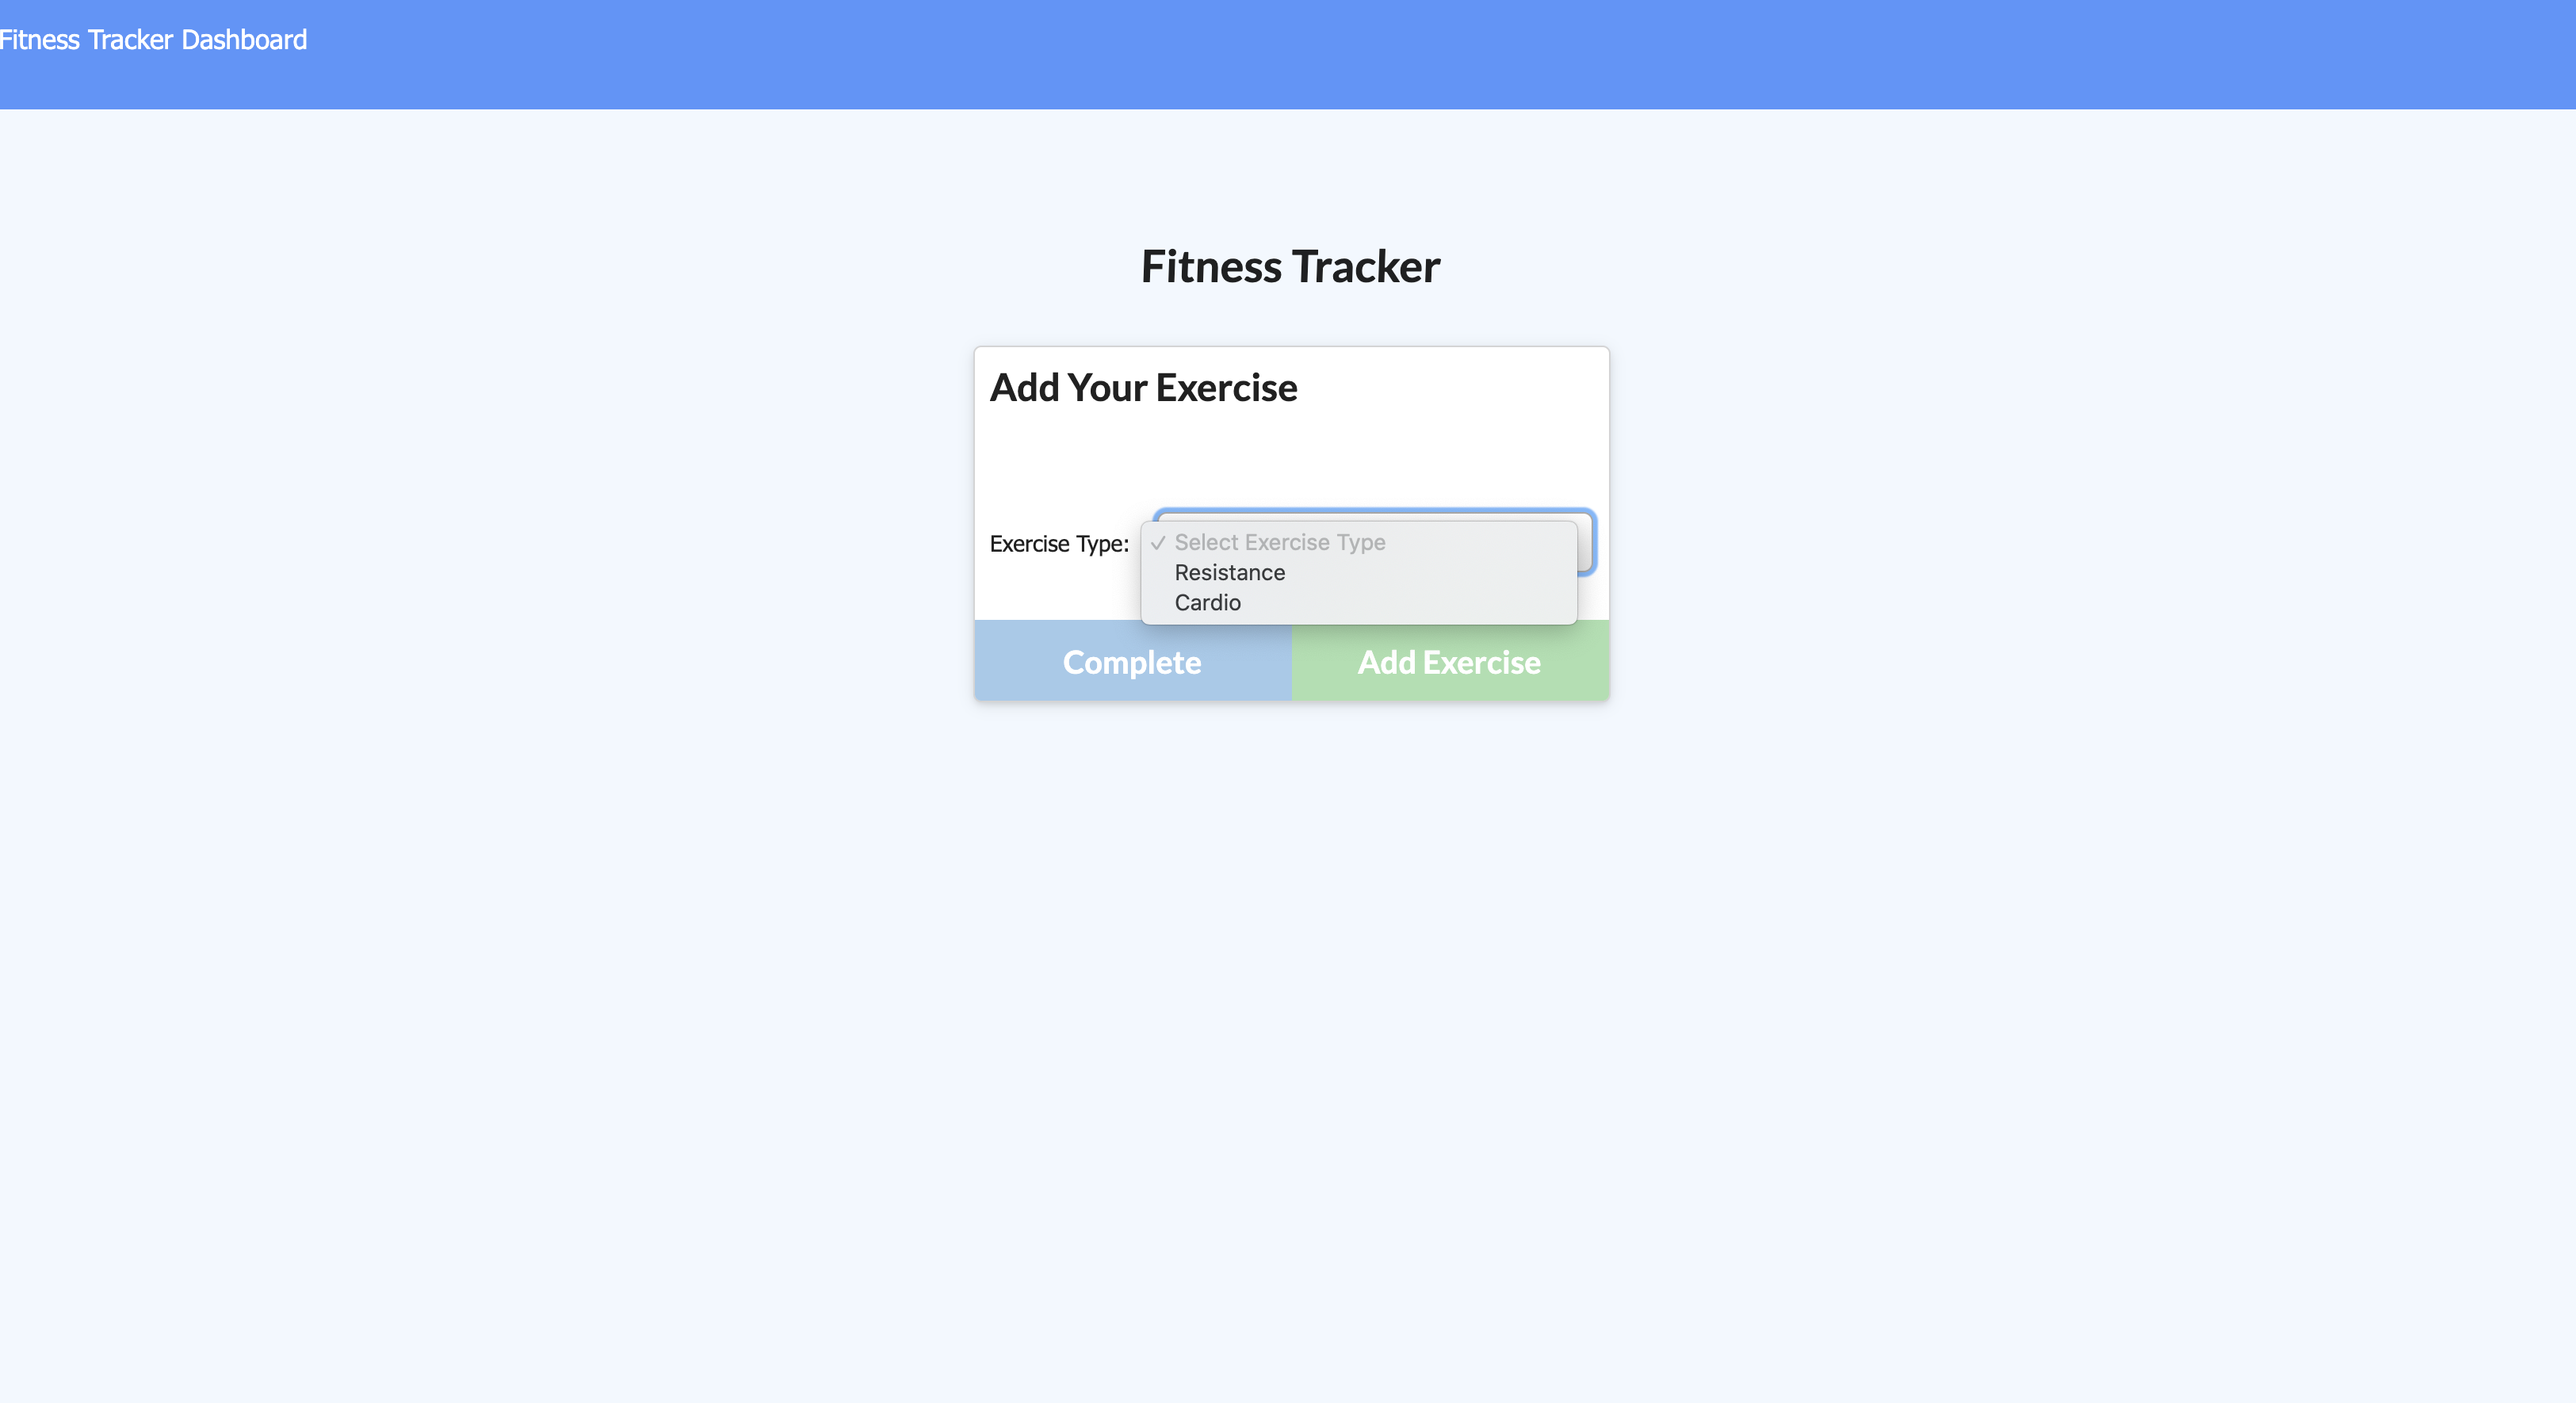 Fitness Tracker Dashboard
Fitness Tracker
Add Your Exercise
Exercise Type:
✓ Select Exercise Type
Resistance
Cardio
Complete
Add Exercise